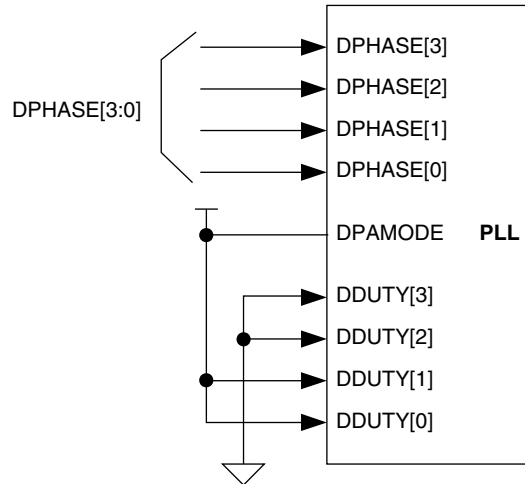 DPHASE[3:0]
DPHASE[3]
DPHASE[2]
DPHASE[1]
DPHASE[0]
DPAMODE PLL
DDUTY[3]
DDUTY[2]
DDUTY[1]
DDUTY[0]